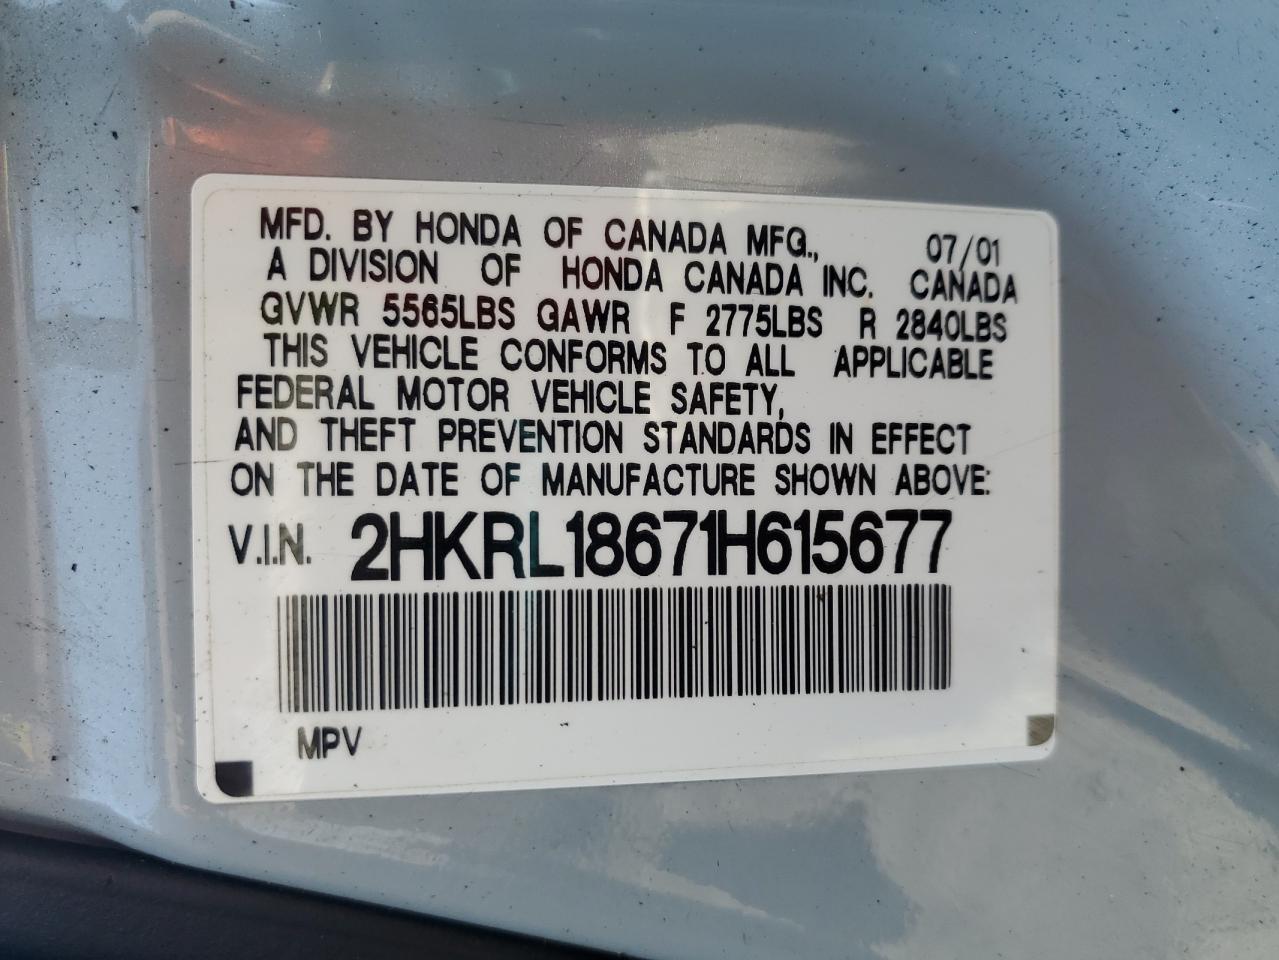 MFD. BY HONDA OF CANADA MFG., 07/01
A DIVISION OF HONDA CANADA INC. CANADA
GVWR 5565LBS GAWR F 2775LBS R 2840LBS
THIS VEHICLE CONFORMS TO ALL APPLICABLE
FEDERAL MOTOR VEHICLE SAFETY,
AND THEFT PREVENTION STANDARDS IN EFFECT
ON THE DATE OF MANUFACTURE SHOWN ABOVE:
V.I.N. 2HKRL18671H615677
MPV